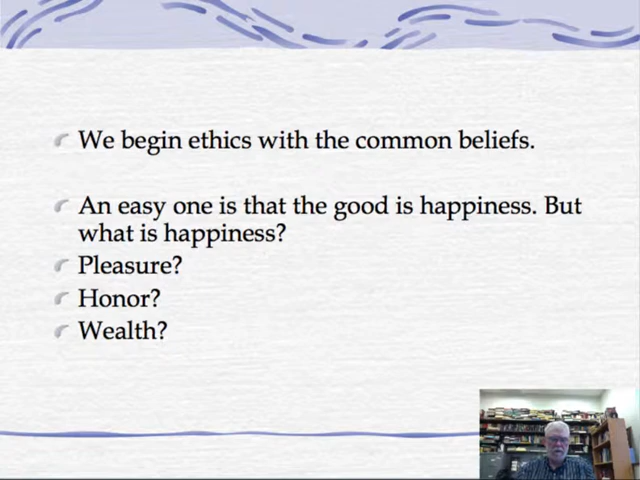 We begin ethics with the common beliefs.
An easy one is that the good is happiness. But
what is happiness?
Pleasure?
Honor?
Wealth?